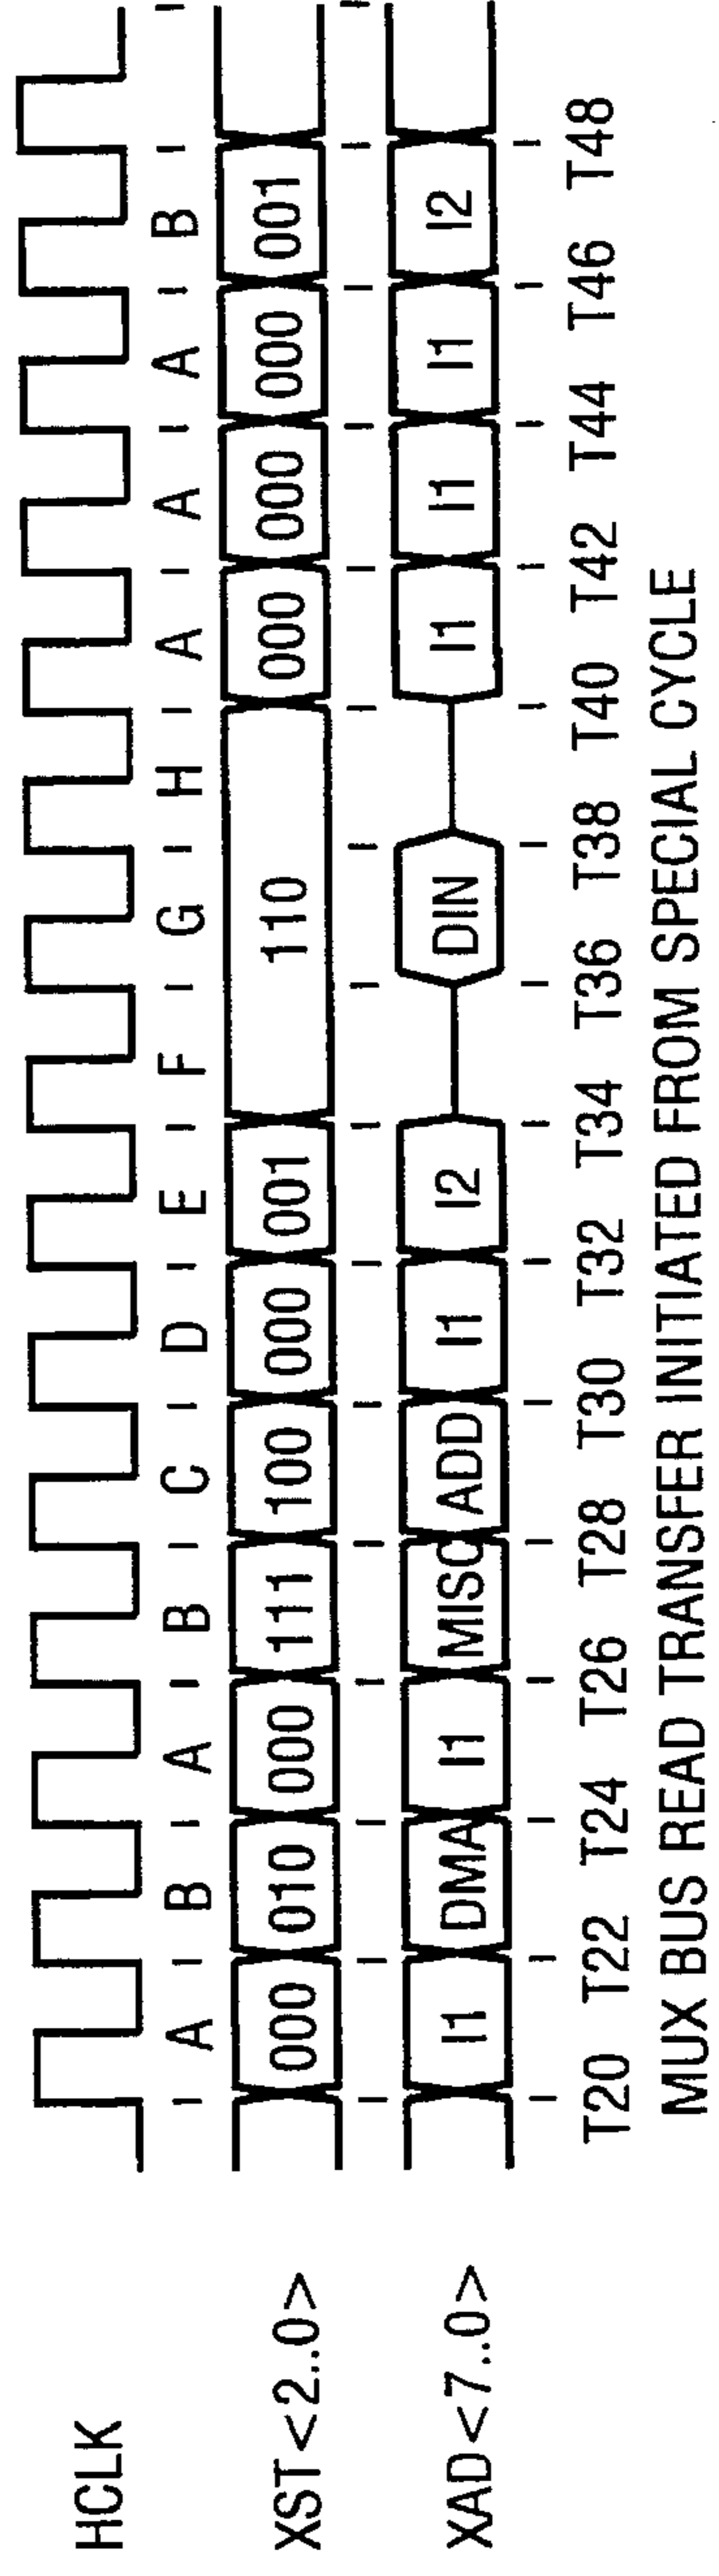 HCLK
A B A B C D E F G H A A A B
XST<2..0>
000 010 000 111 100 000 001 110 000 000 000 001
XAD<7..0>
I1 DMA I1 MISC ADD I1 I2 DIN I1 I1 I1 I2
T20 T22 T24 T26 T28 T30 T32 T34 T36 T38 T40 T42 T44 T46 T48
MUX BUS READ TRANSFER INITIATED FROM SPECIAL CYCLE